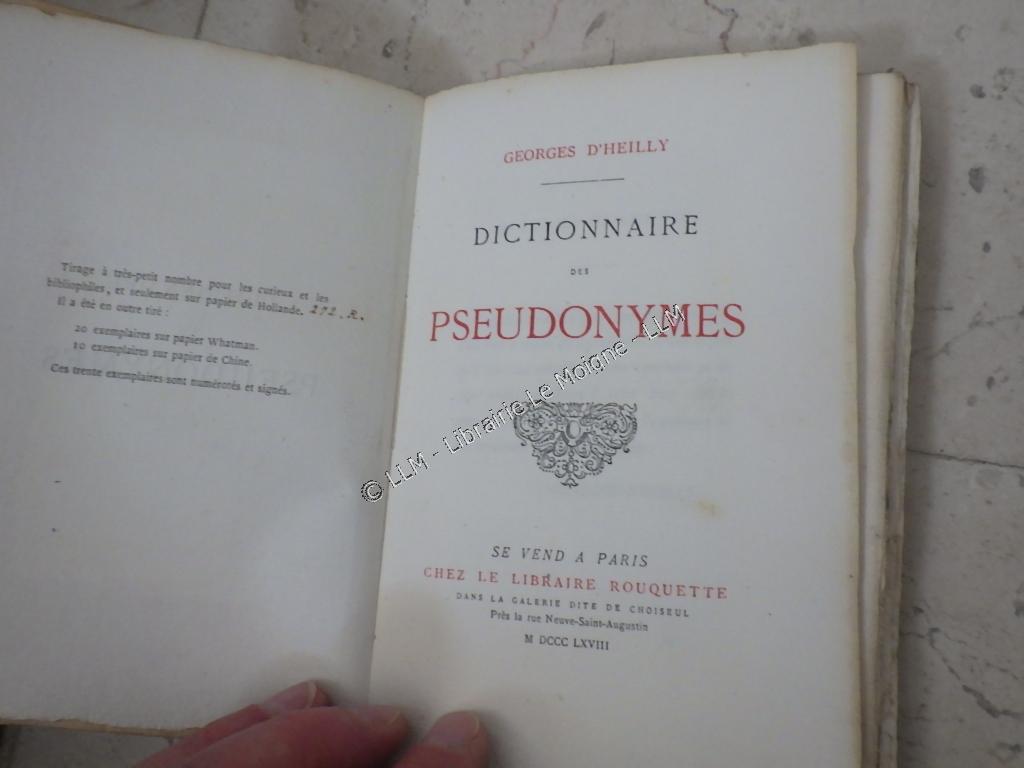 Tirage à très-petit nombre pour les curieux et les
bibliophiles, et seulement sur papier de Hollande. 272. R.
Il a été en outre tiré :
20 exemplaires sur papier Whatman.
10 exemplaires sur papier de Chine.
Ces trente exemplaires sont numérotés et signés.
GEORGES D'HEILLY
DICTIONNAIRE
DES
PSEUDONYMES
© LLM - Librairie Le Moigne - LLM
SE VEND A PARIS
CHEZ LE LIBRAIRE ROUQUETTE
DANS LA GALERIE DITE DE CHOISEUL
Près la rue Neuve-Saint-Augustin
M DCCC LXVIII